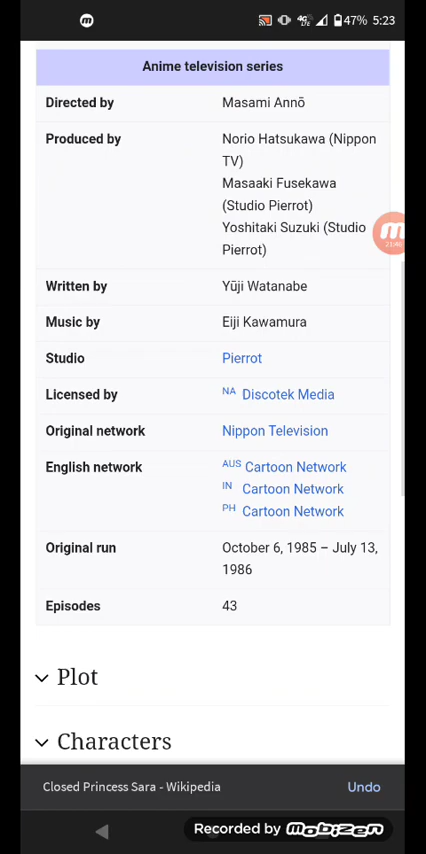 47% 5:23
Anime television series
Directed by Masami Annō
Produced by Norio Hatsukawa (Nippon
TV)
Masaaki Fusekawa
(Studio Pierrot)
Yoshitaki Suzuki (Studio
Pierrot)
21:46
Written by Yūji Watanabe
Music by Eiji Kawamura
Studio Pierrot
Licensed by NA Discotek Media
Original network Nippon Television
English network AUS Cartoon Network
IN Cartoon Network
PH Cartoon Network
Original run October 6, 1985 – July 13,
1986
Episodes 43
Plot
Characters
Closed Princess Sara - Wikipedia Undo
Recorded by mobizen